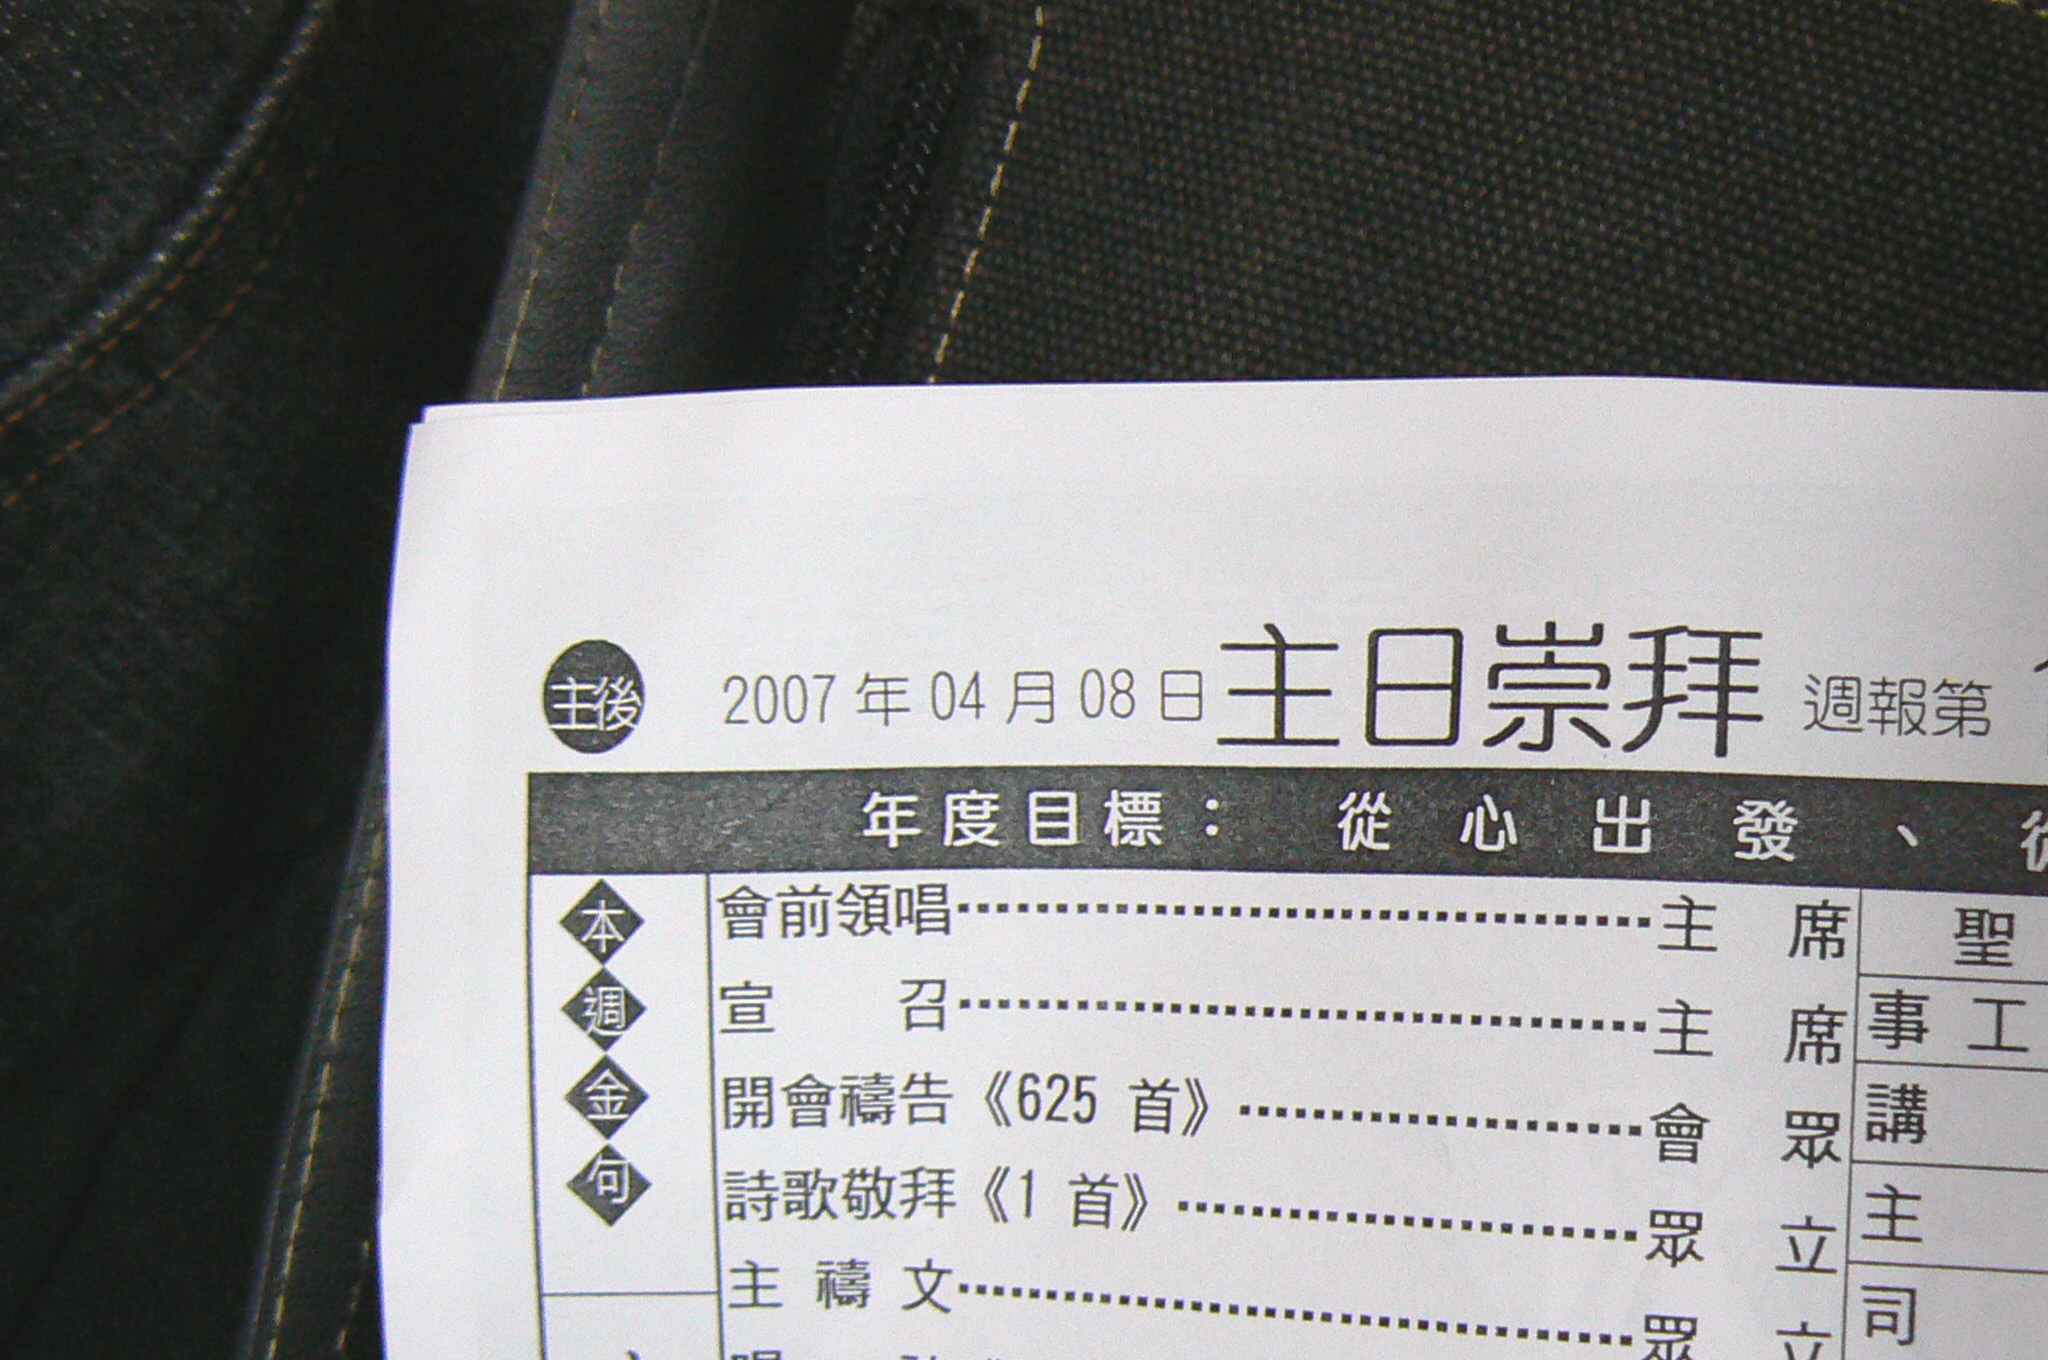 主後 2007 年 04 月 08 日 主日崇拜 週報第
年度目標： 從心出發、
本週金句
會前領唱 主席
宣召 主席
開會禱告《625 首》 會眾
詩歌敬拜《1 首》 眾立
主禱文 眾立
聖
事工
講
主
司